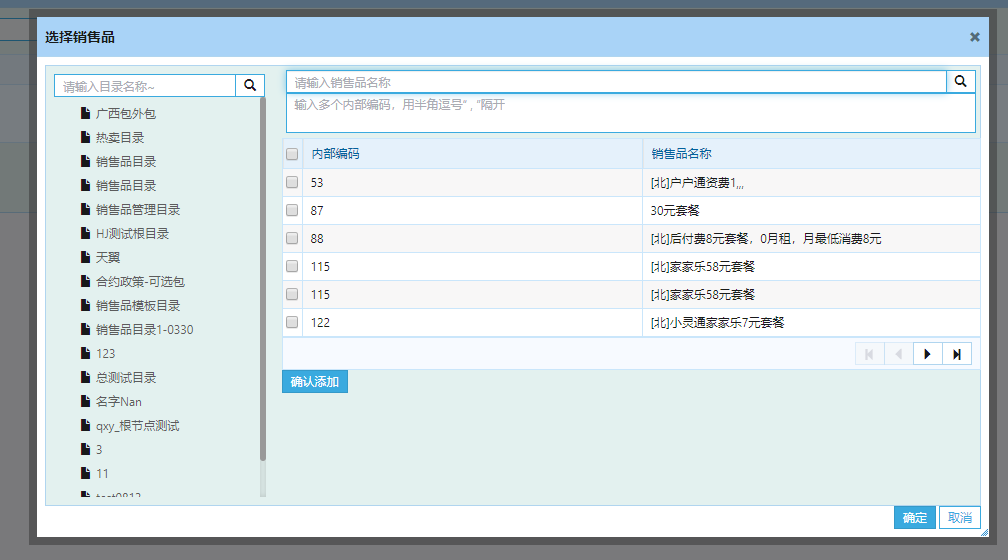 选择销售品
请输入目录名称~
广西包外包
热卖目录
销售品目录
销售品目录
销售品管理目录
HJ测试根目录
天翼
合约政策-可选包
销售品模板目录
销售品目录1-0330
123
总测试目录
名字Nan
qxy_根节点测试
3
11
请输入销售品名称
输入多个内部编码，用半角逗号“ , ”隔开
内部编码 销售品名称
53 [北]户户通资费1,,,
87 30元套餐
88 [北]后付费8元套餐，0月租，月最低消费8元
115 [北]家家乐58元套餐
115 [北]家家乐58元套餐
122 [北]小灵通家家乐7元套餐
确认添加
确定 取消